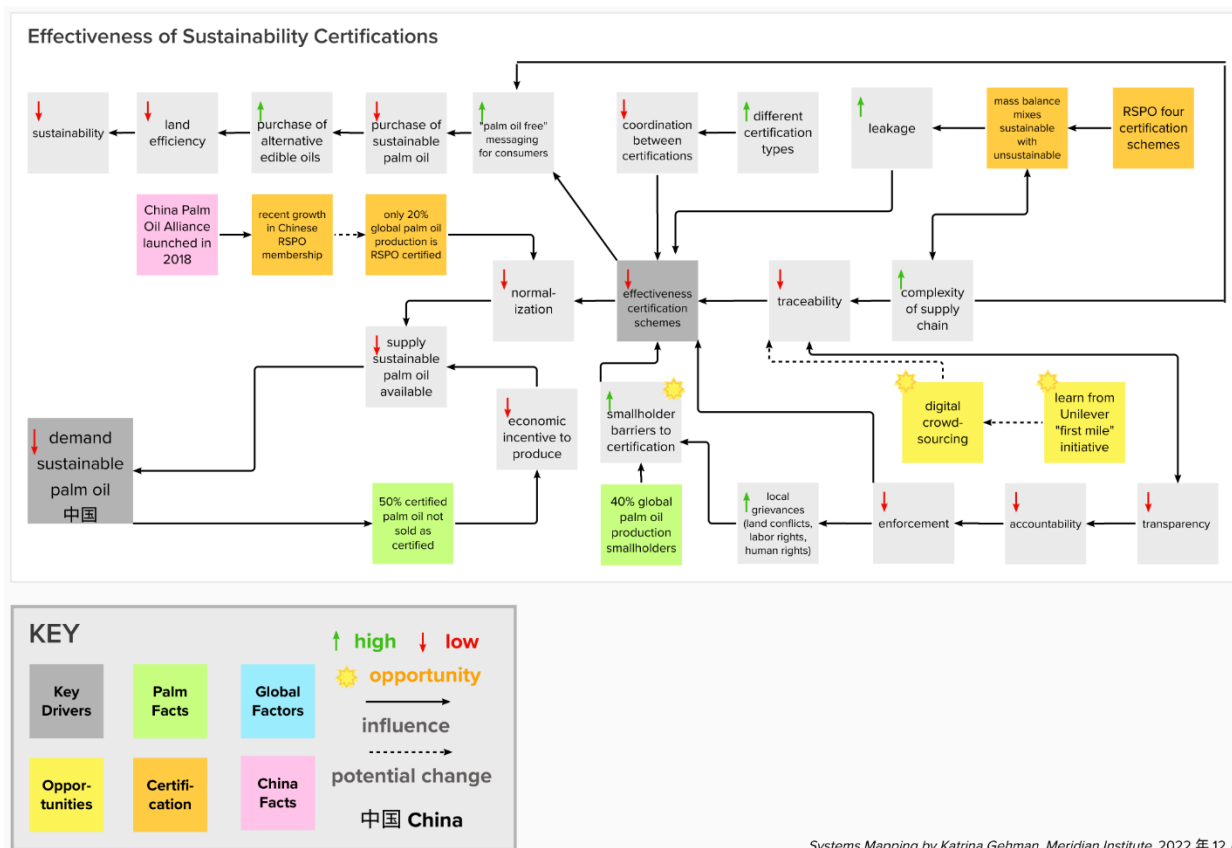 Effectiveness of Sustainability Certifications
sustainability
land
efficiency
purchase of
alternative
edible oils
purchase of
sustainable
palm oil
"palm oil free"
messaging
for consumers
coordination
between
certifications
different
certification
types
leakage
mass balance
mixes
sustainable
with
unsustainable
RSPO four
certification
schemes
China Palm
Oil Alliance
launched in
2018
recent growth
in Chinese
RSPO
membership
only 20%
global palm oil
production is
RSPO certified
normal-
ization
effectiveness
certification
schemes
traceability
complexity
of supply
chain
supply
sustainable
palm oil
available
economic
incentive to
produce
smallholder
barriers to
certification
digital
crowd-
sourcing
learn from
Unilever
"first mile"
initiative
demand
sustainable
palm oil
中国
50% certified
palm oil not
sold as
certified
40% global
palm oil
production
smallholders
local
grievances
(land conflicts,
labor rights,
human rights)
enforcement
accountability
transparency
KEY
high
low
opportunity
influence
potential change
中国 China
Key
Drivers
Palm
Facts
Global
Factors
Oppor-
tunities
Certifi-
cation
China
Facts
Systems Mapping by Katrina Gehman, Meridian Institute, 2022 年 12